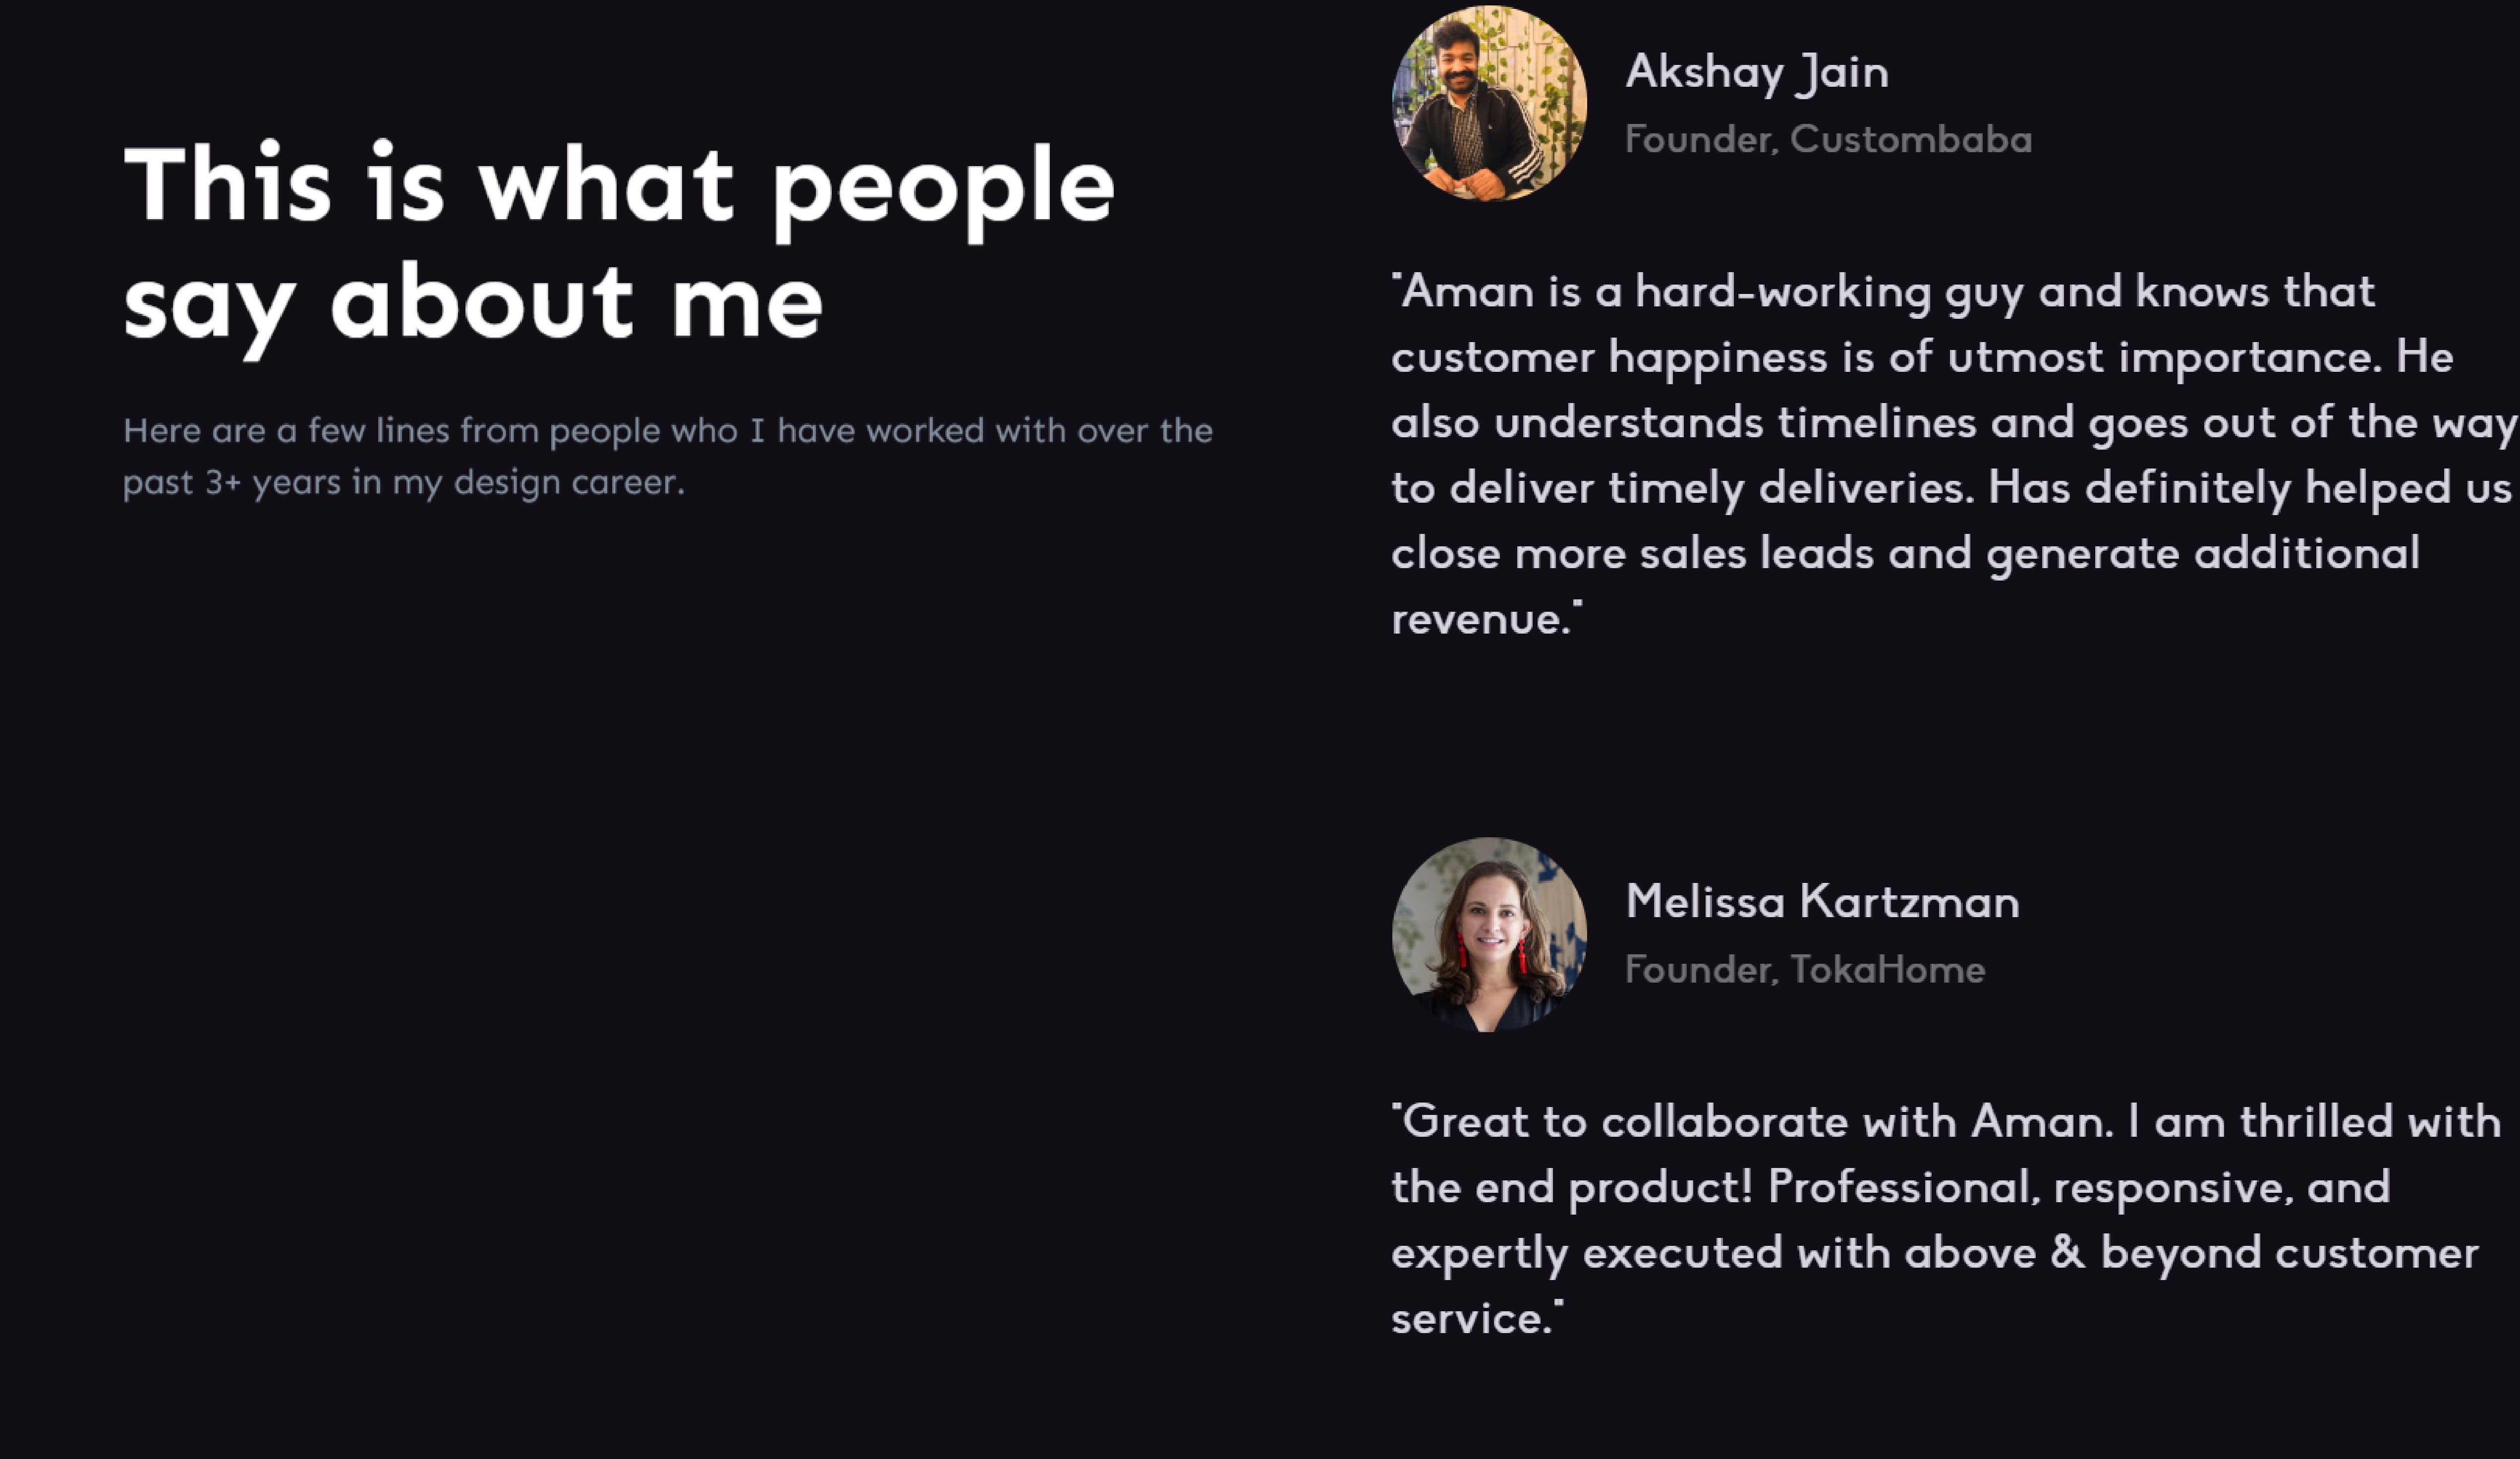 This is what people
say about me
Here are a few lines from people who I have worked with over the
past 3+ years in my design career.
Akshay Jain
Founder, Custombaba
"Aman is a hard-working guy and knows that
customer happiness is of utmost importance. He
also understands timelines and goes out of the way
to deliver timely deliveries. Has definitely helped us
close more sales leads and generate additional
revenue."
Melissa Kartzman
Founder, TokaHome
"Great to collaborate with Aman. I am thrilled with
the end product! Professional, responsive, and
expertly executed with above & beyond customer
service."